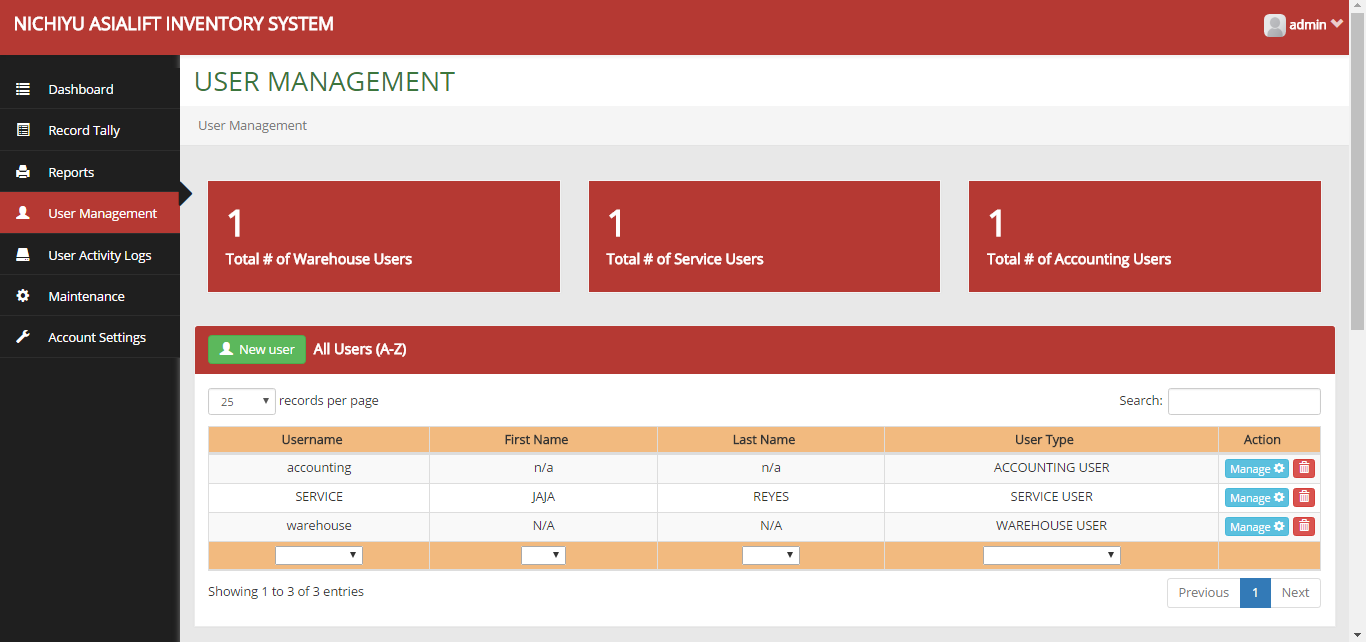 NICHIYU ASIALIFT INVENTORY SYSTEM
admin
Dashboard
Record Tally
Reports
User Management
User Activity Logs
Maintenance
Account Settings
USER MANAGEMENT
User Management
1
Total # of Warehouse Users
1
Total # of Service Users
1
Total # of Accounting Users
New user All Users (A-Z)
25 records per page Search:
Username First Name Last Name User Type Action
accounting n/a n/a ACCOUNTING USER Manage
SERVICE JAJA REYES SERVICE USER Manage
warehouse N/A N/A WAREHOUSE USER Manage
Showing 1 to 3 of 3 entries Previous 1 Next